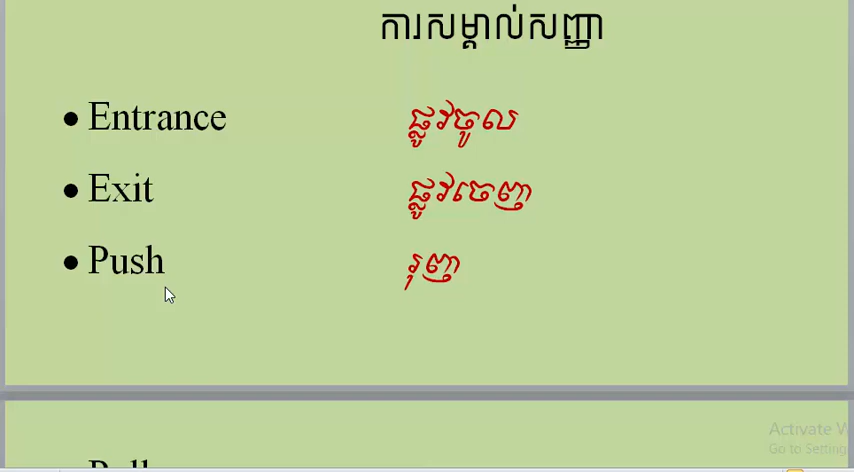 ការសម្គាល់សញ្ញា
• Entrance ផ្លូវចូល
• Exit ផ្លូវចេញ
• Push រុញ
Activate W
Go to Setting